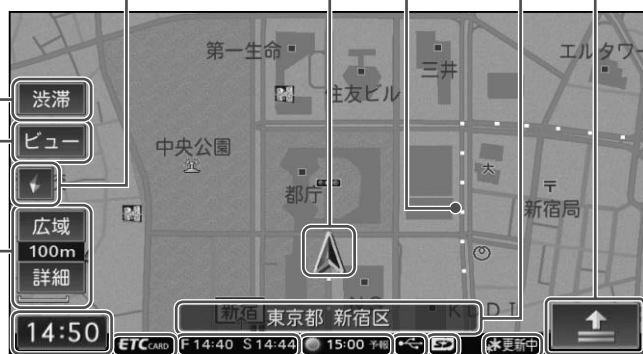 第一生命
三井
エルタワー
住友ビル
渋滞
ビュー
中央公園
都庁
新宿局
広域
100m
詳細
新宿
東京都 新宿区
KDDI
14:50
ETC CARD
F 14:40 S 14:44
15:00 予報
更新中